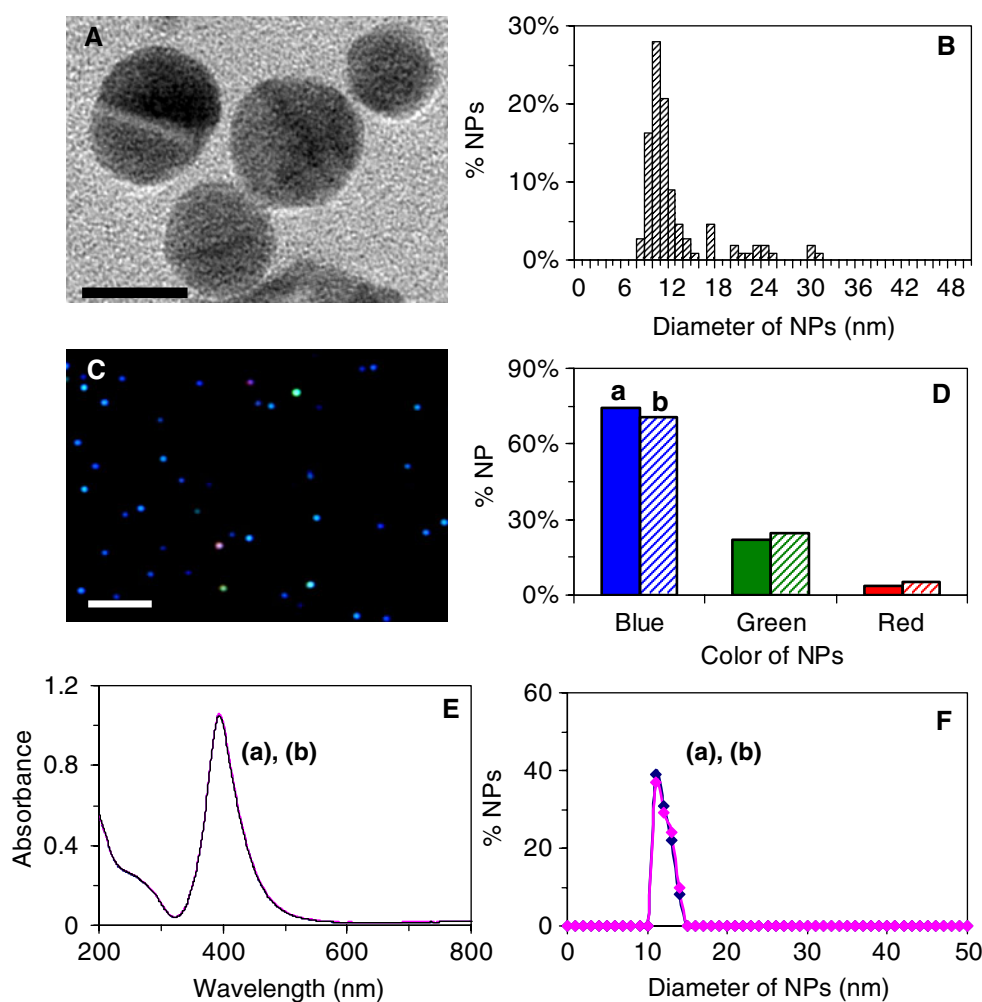 A
B
30%
20%
10%
0%
% NPs
0 6 12 18 24 30 36 42 48
Diameter of NPs (nm)
C
D
90%
60%
30%
0%
% NP
a
b
Blue Green Red
Color of NPs
E
1.2
0.8
0.4
0
Absorbance
(a), (b)
200 400 600 800
Wavelength (nm)
F
60
40
20
0
% NPs
(a), (b)
0 10 20 30 40 50
Diameter of NPs (nm)